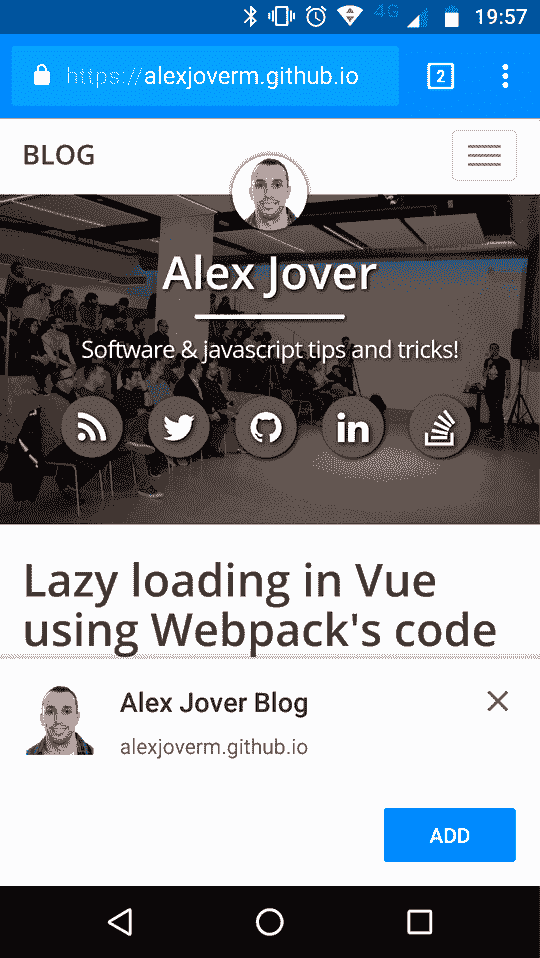 4G 19:57
https://alexjoverm.github.io 2
BLOG
Alex Jover
Software & javascript tips and tricks!
in
Lazy loading in Vue
using Webpack's code
Alex Jover Blog
alexjoverm.github.io
ADD